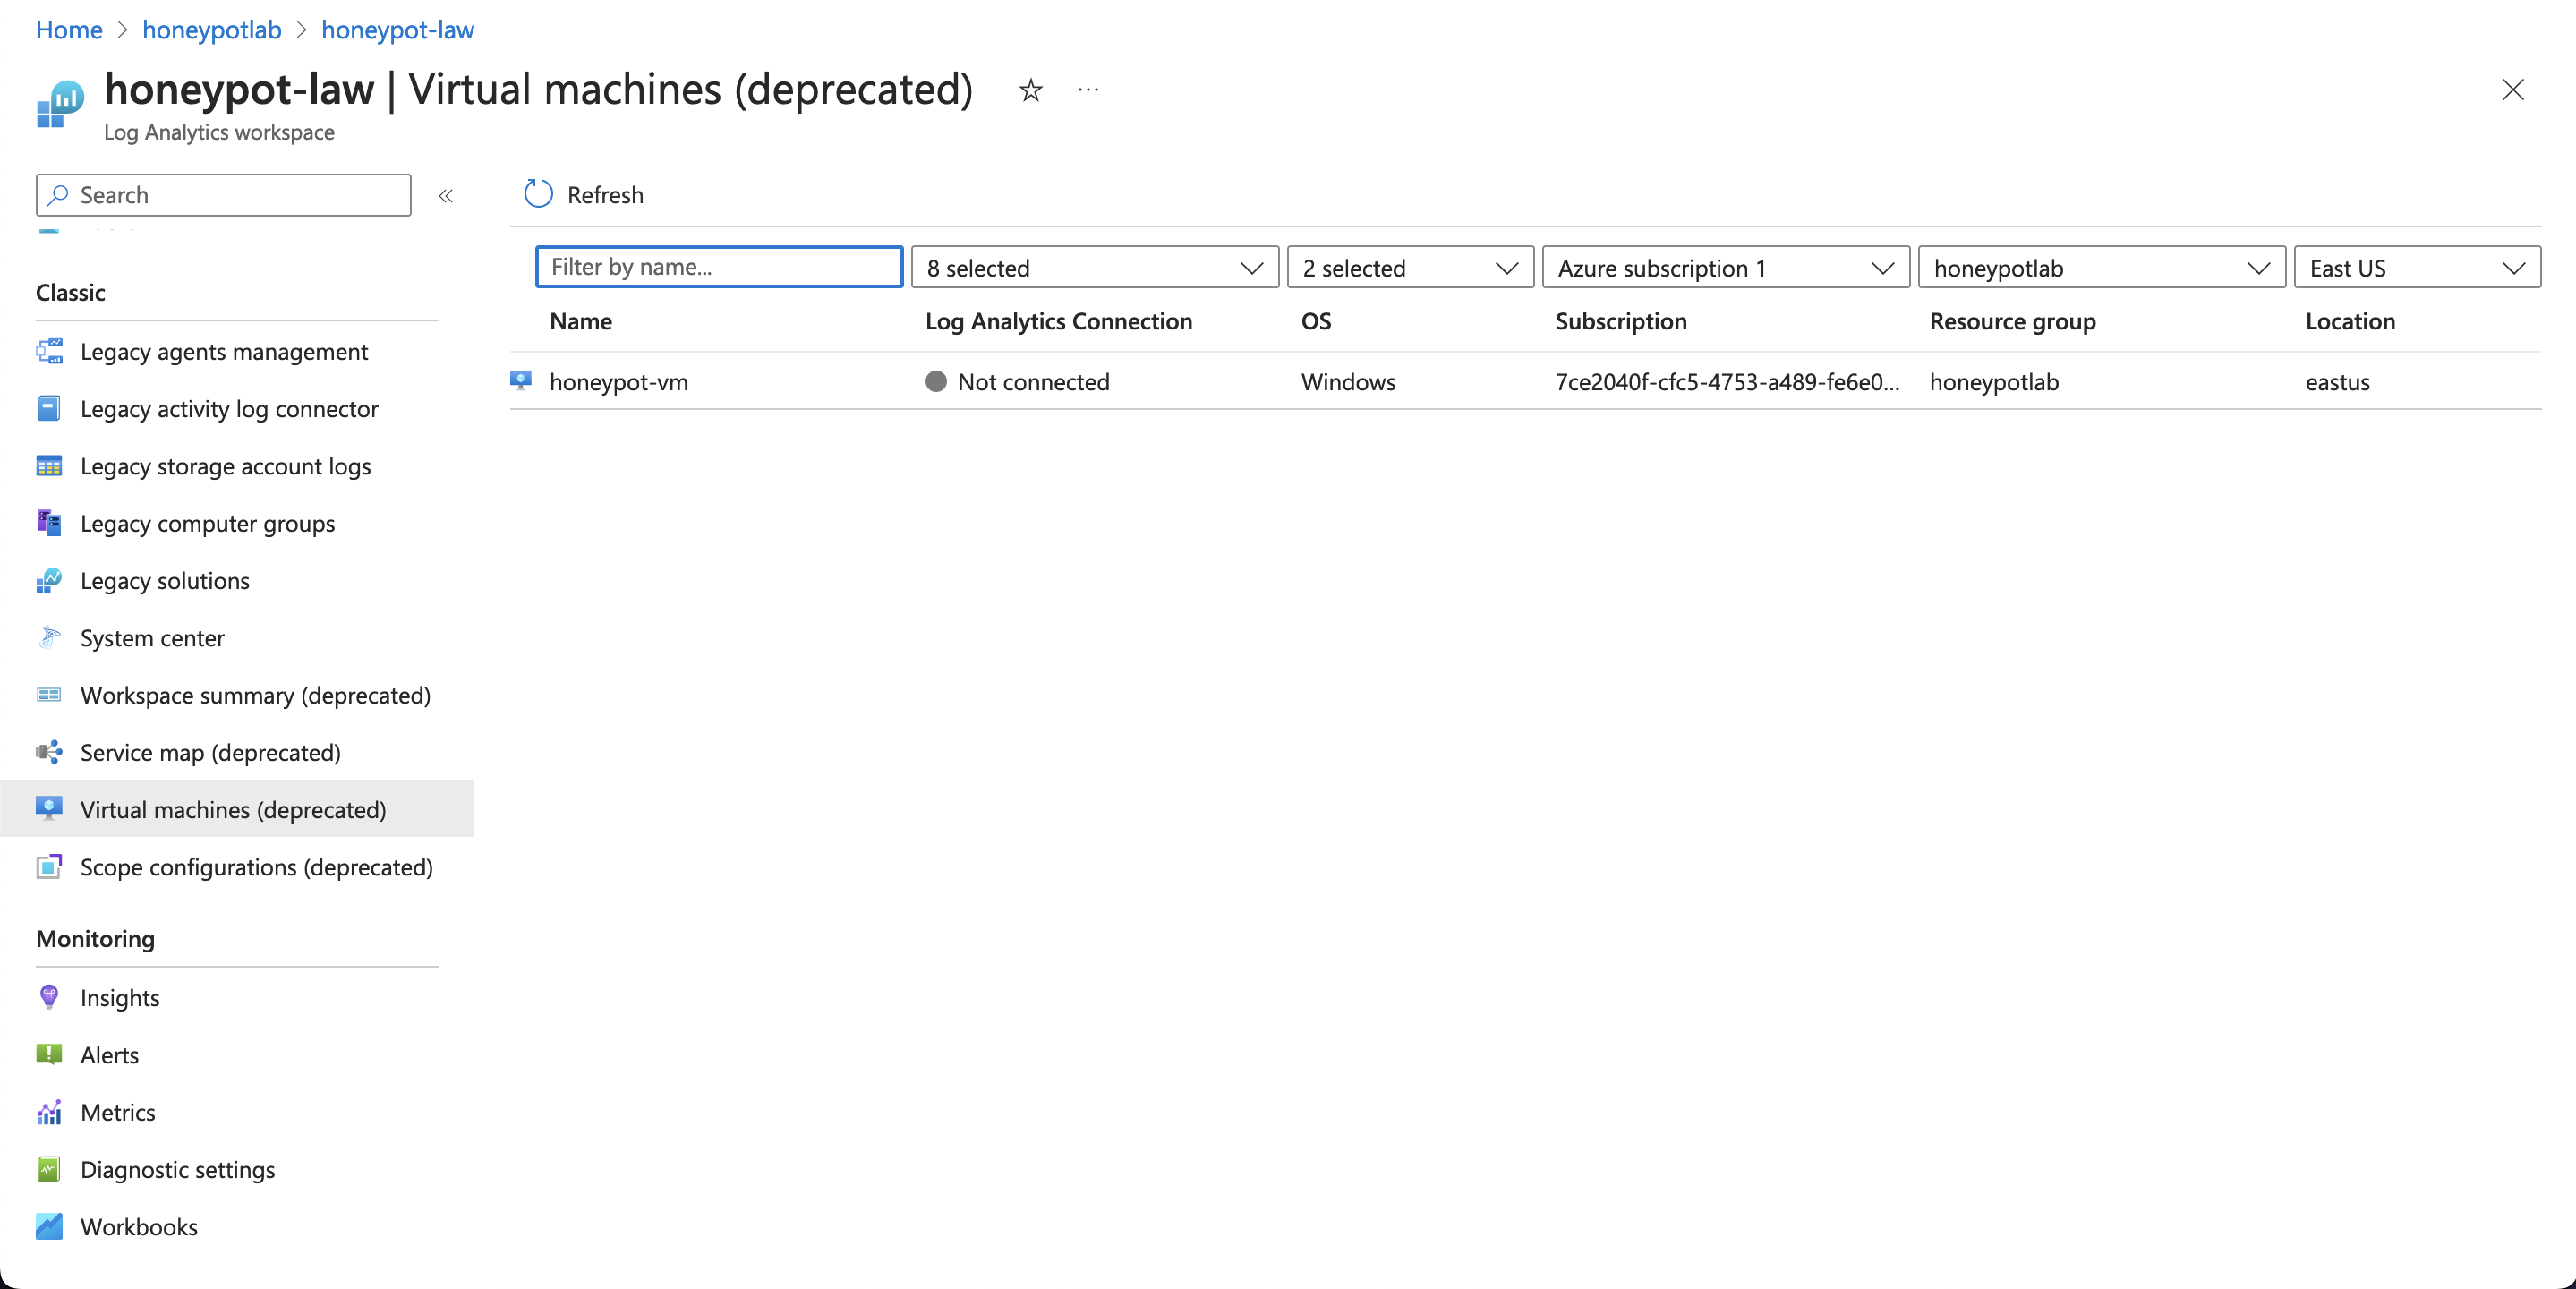 Home > honeypotlab > honeypot-law
honeypot-law | Virtual machines (deprecated)
Log Analytics workspace
Search
Refresh
Filter by name...
8 selected
2 selected
Azure subscription 1
honeypotlab
East US
Name Log Analytics Connection OS Subscription Resource group Location
honeypot-vm Not connected Windows 7ce2040f-cfc5-4753-a489-fe6e0... honeypotlab eastus
Classic
Legacy agents management
Legacy activity log connector
Legacy storage account logs
Legacy computer groups
Legacy solutions
System center
Workspace summary (deprecated)
Service map (deprecated)
Virtual machines (deprecated)
Scope configurations (deprecated)
Monitoring
Insights
Alerts
Metrics
Diagnostic settings
Workbooks